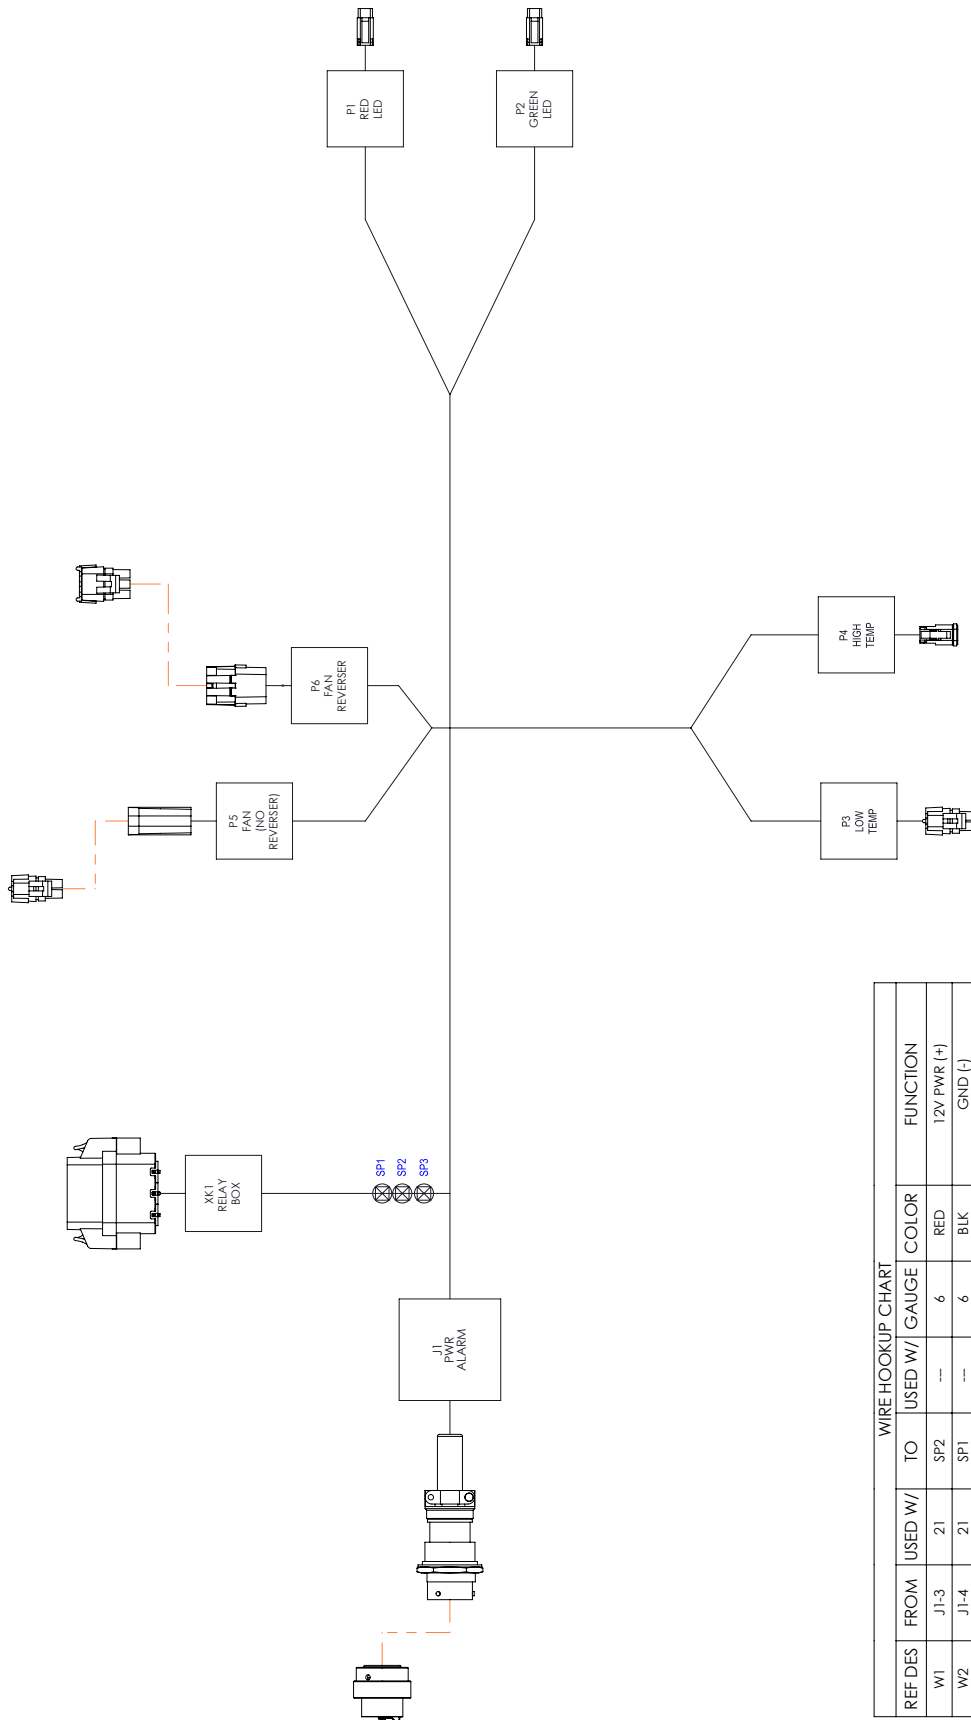 P1
RED
LED
P2
GREEN
LED
P6
FAN
REVERSER
P5
FAN
(NO
REVERSER)
P4
HIGH
TEMP
P3
LOW
TEMP
XK1
RELAY
BOX
SP1
SP2
SP3
J1
PWR
ALARM
WIRE HOOKUP CHART
REF DES FROM USED W/ TO USED W/ GAUGE COLOR FUNCTION
W1 J1-3 21 SP2 --- 6 RED 12V PWR (+)
W2 J1-4 21 SP1 --- 6 BLK GND (-)